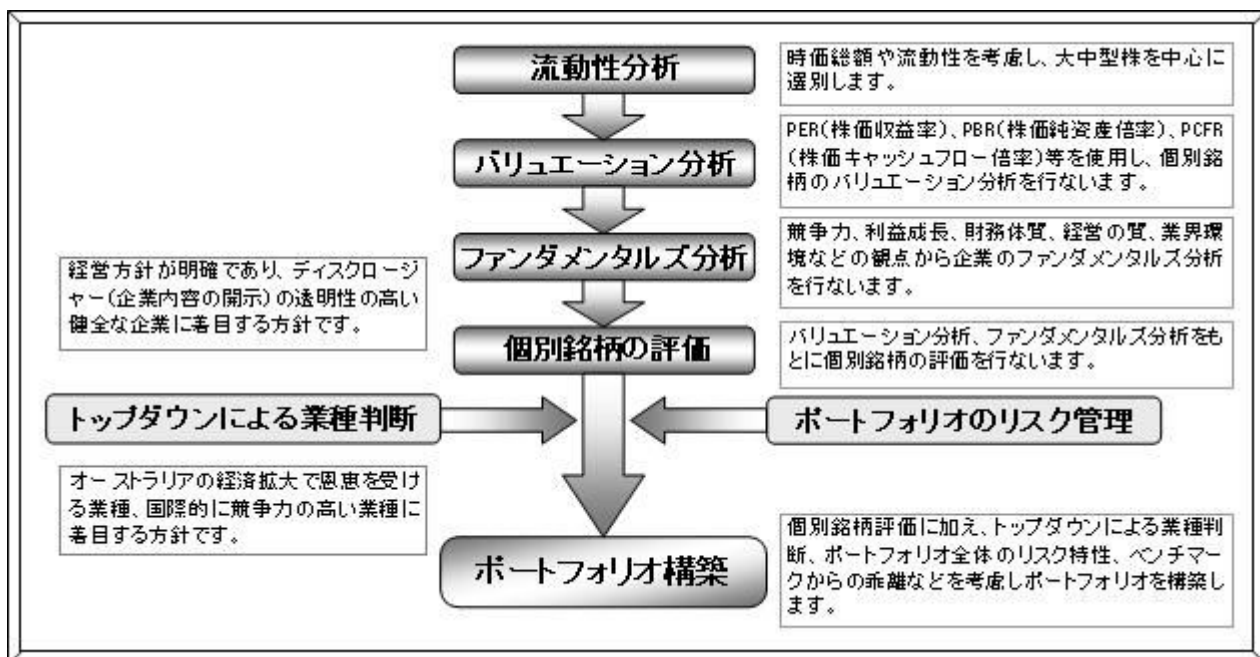 流動性分析
時価総額や流動性を考慮し、大中型株を中心に
選別します。
バリュエーション分析
PER(株価収益率)、PBR(株価純資産倍率)、PCFR
(株価キャッシュフロー倍率)等を使用し、個別銘
柄のバリュエーション分析を行ないます。
ファンダメンタルズ分析
競争力、利益成長、財務体質、経営の質、業界環
境などの観点から企業のファンダメンタルズ分析
を行ないます。
経営方針が明確であり、ディスクロージ
ャー(企業内容の開示)の透明性の高い
健全な企業に着目する方針です。
個別銘柄の評価
バリュエーション分析、ファンダメンタルズ分析をも
とに個別銘柄の評価を行ないます。
トップダウンによる業種判断
ポートフォリオのリスク管理
オーストラリアの経済拡大で恩恵を受け
る業種、国際的に競争力の高い業種に
着目する方針です。
ポートフォリオ構築
個別銘柄評価に加え、トップダウンによる業種判
断、ポートフォリオ全体のリスク特性、ベンチマー
クからの乖離などを考慮しポートフォリオを構築し
ます。